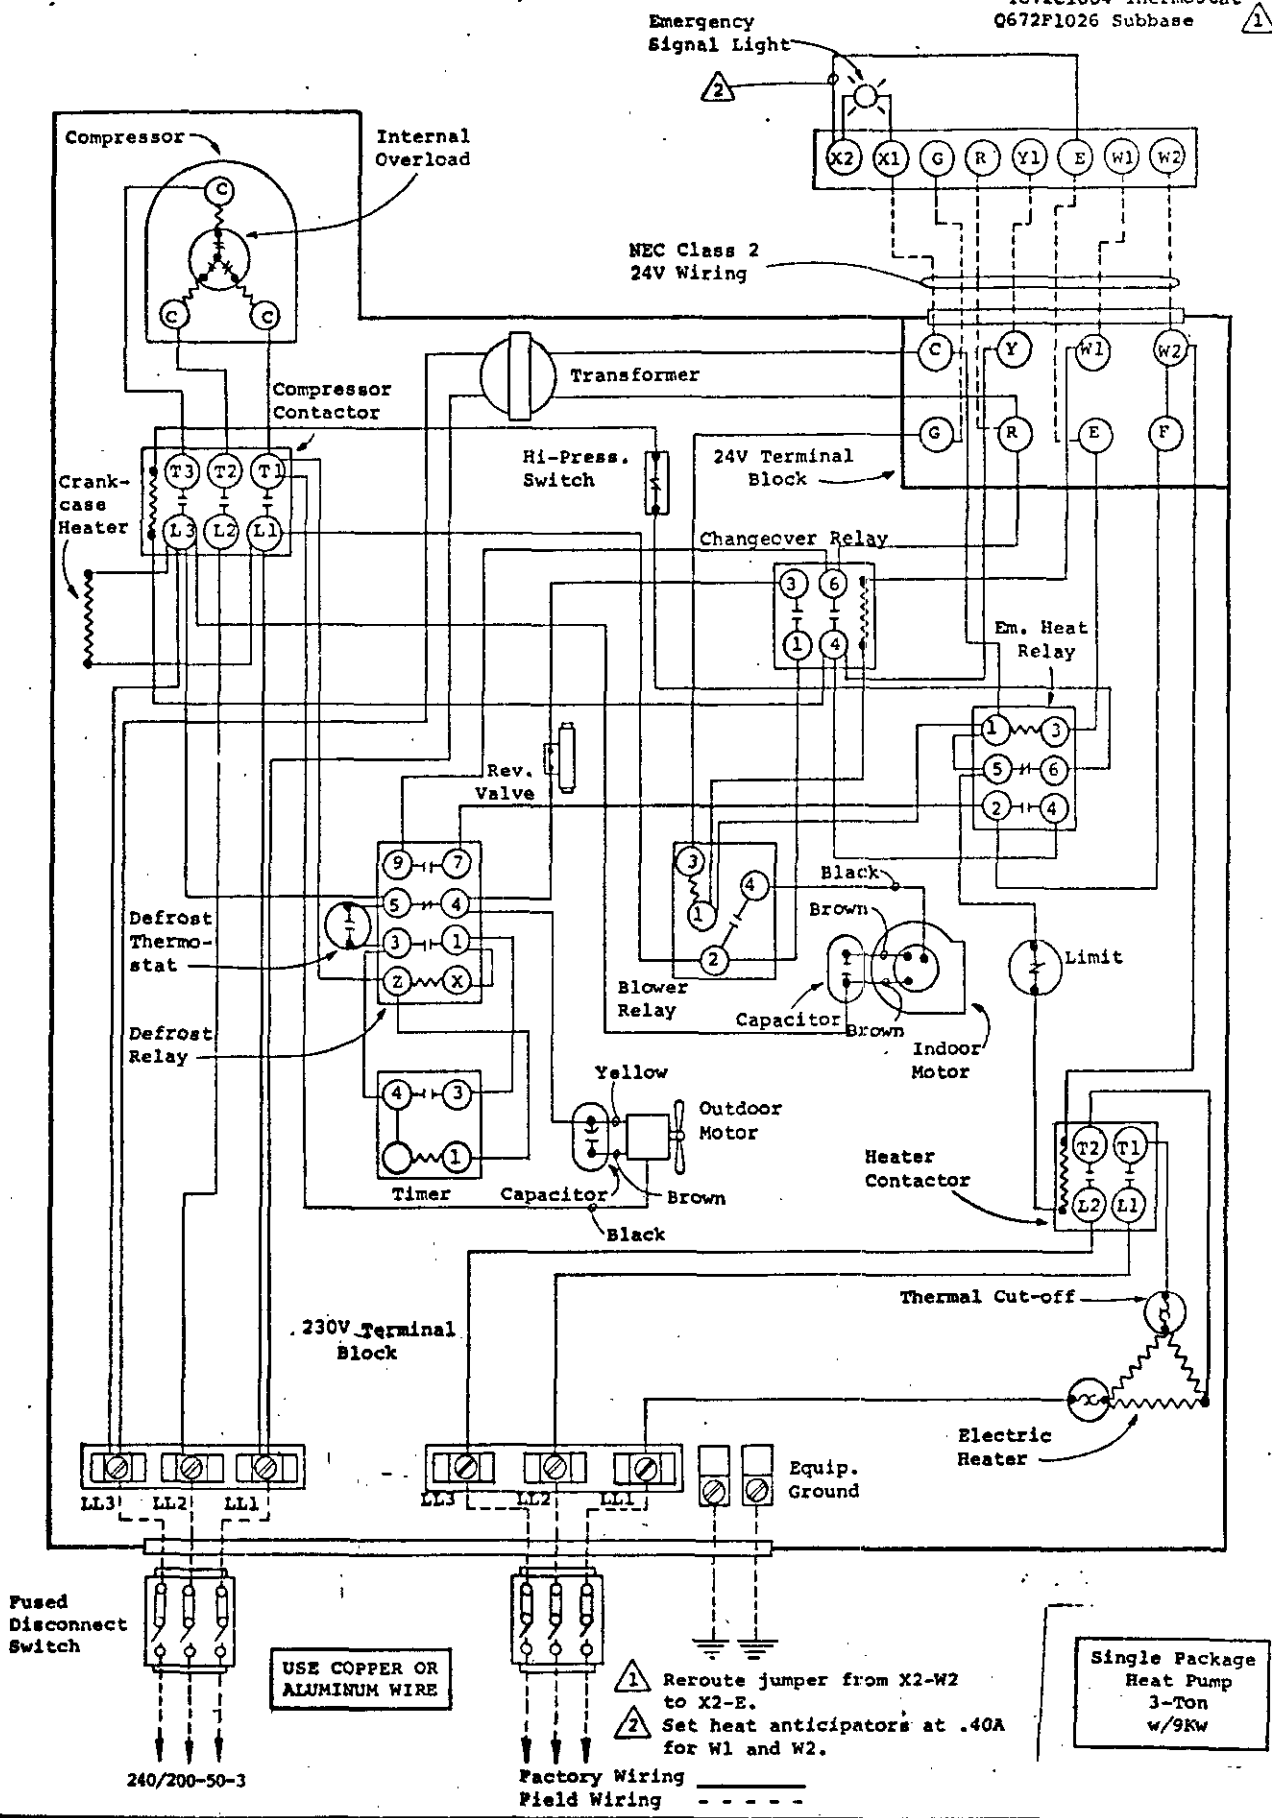 Thermostat
Q672F1026 Subbase
1
Emergency
Signal Light
2
X2 X1 G R Y1 E W1 W2
Compressor
Internal
Overload
C
C C
NEC Class 2
24V Wiring
C Y W1 W2
G R E F
Transformer
24V Terminal
Block
Compressor
Contactor
T3 T2 T1
L3 L2 L1
Crank-
case
Heater
Hi-Press.
Switch
Changeover Relay
3 6
1 4
Em. Heat
Relay
1 3
5 6
2 4
Rev.
Valve
9 7
5 4
3 1
Z X
Defrost
Thermo-
stat
Defrost
Relay
3
4
1
2
Blower
Relay
Black
Brown
Capacitor
Brown
Indoor
Motor
Limit
4 3
1
Timer
Yellow
Outdoor
Motor
Capacitor
Brown
Black
Heater
Contactor
T2 T1
L2 L1
Thermal Cut-off
Electric
Heater
230V Terminal
Block
LL3 LL2 LL1
LL3 LL2 LL1
Equip.
Ground
Fused
Disconnect
Switch
USE COPPER OR
ALUMINUM WIRE
240/200-50-3
1 Reroute jumper from X2-W2
to X2-E.
2 Set heat anticipators at .40A
for W1 and W2.
Factory Wiring
Field Wiring
Single Package
Heat Pump
3-Ton
w/9Kw